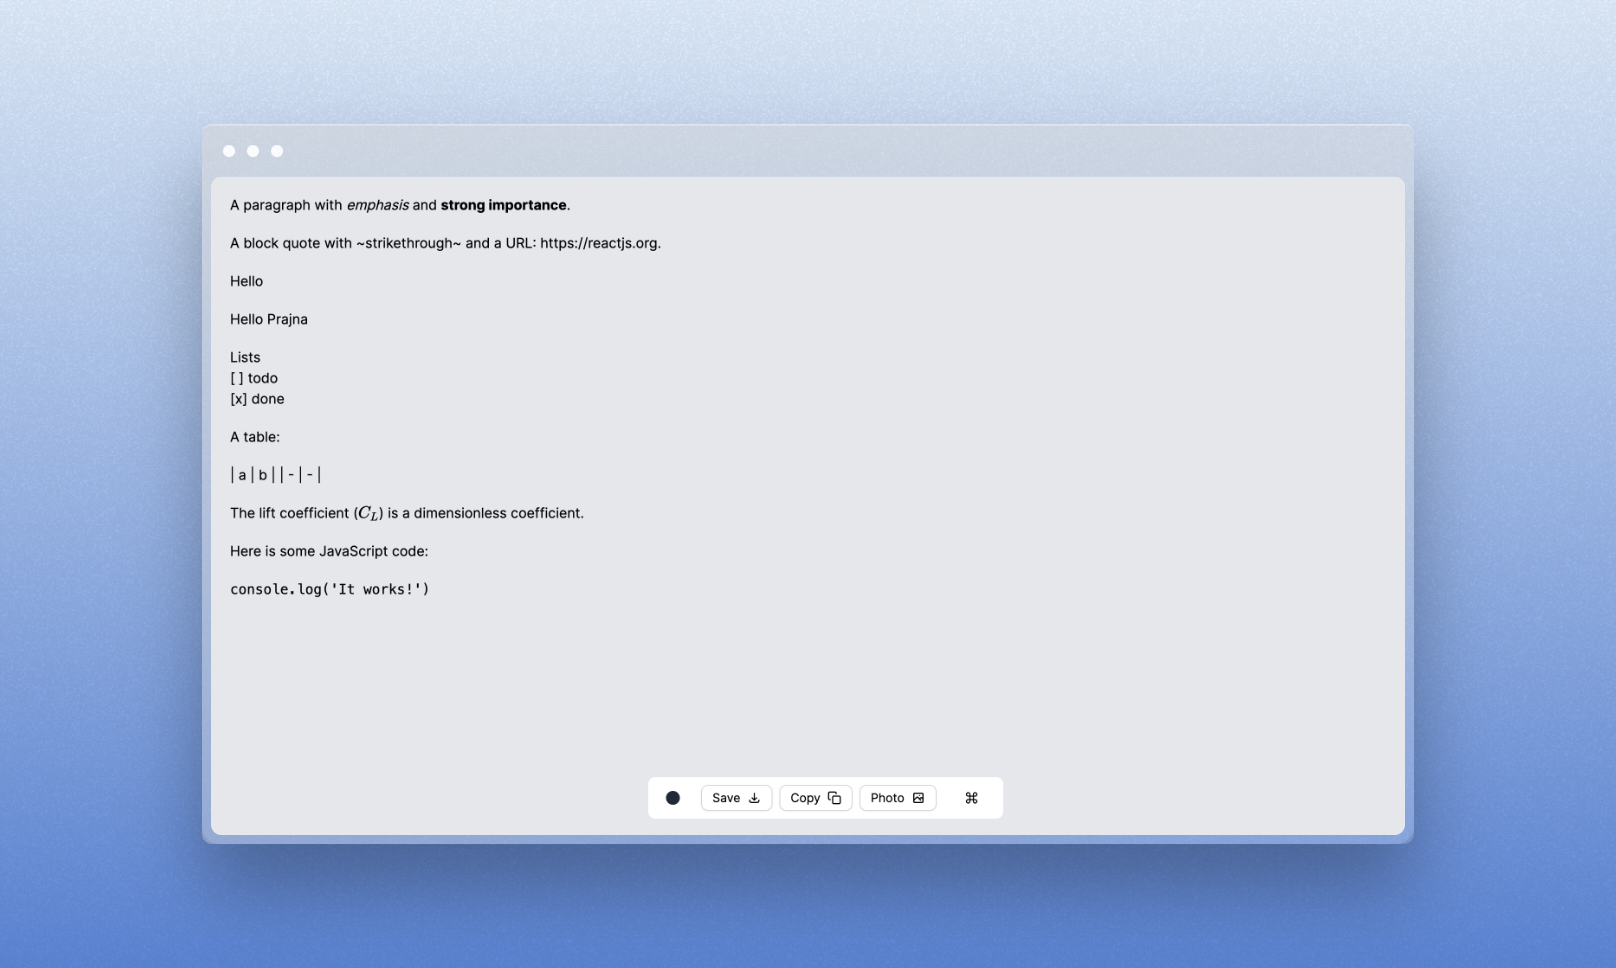 A paragraph with emphasis and strong importance.
A block quote with ~strikethrough~ and a URL: https://reactjs.org.
Hello
Hello Prajna
Lists
[ ] todo
[x] done
A table:
| a | b | | - | - |
The lift coefficient (C_L) is a dimensionless coefficient.
Here is some JavaScript code:
console.log('It works!')
Save
Copy
Photo
⌘